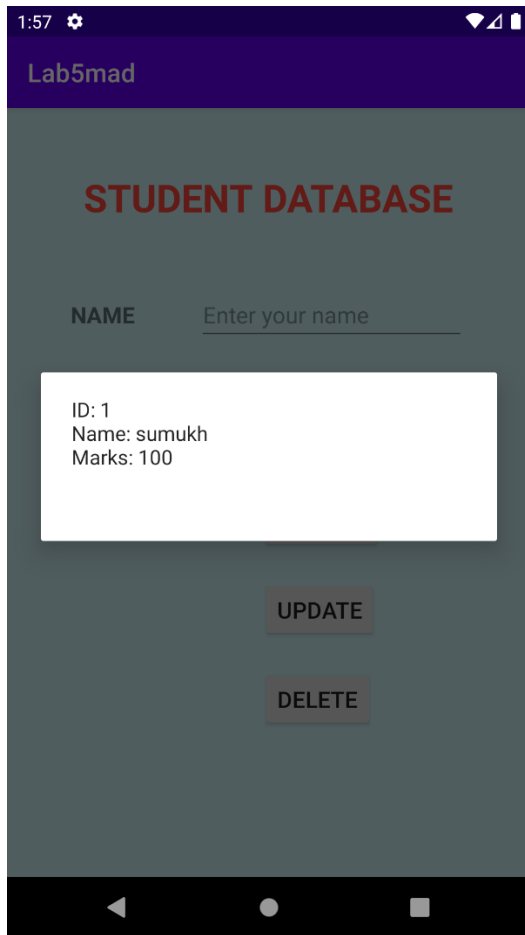 1:57
Lab5mad
STUDENT DATABASE
NAME
Enter your name
ID: 1
Name: sumukh
Marks: 100
UPDATE
DELETE